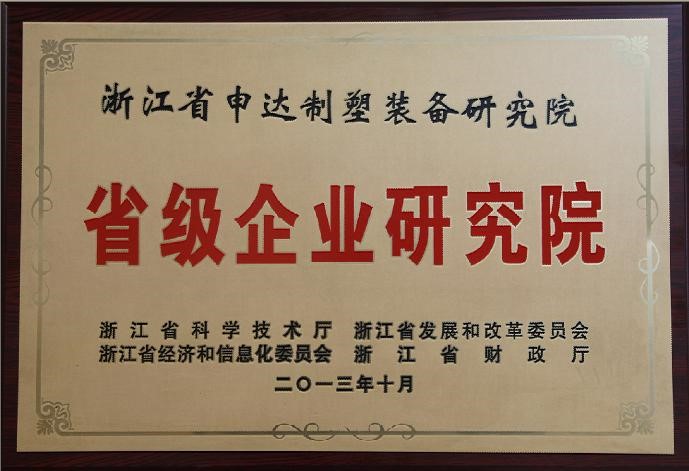 浙江省申达制塑装备研究院
省级企业研究院
浙江省科学技术厅 浙江省发展和改革委员会
浙江省经济和信息化委员会 浙江省财政厅
二〇一三年十月